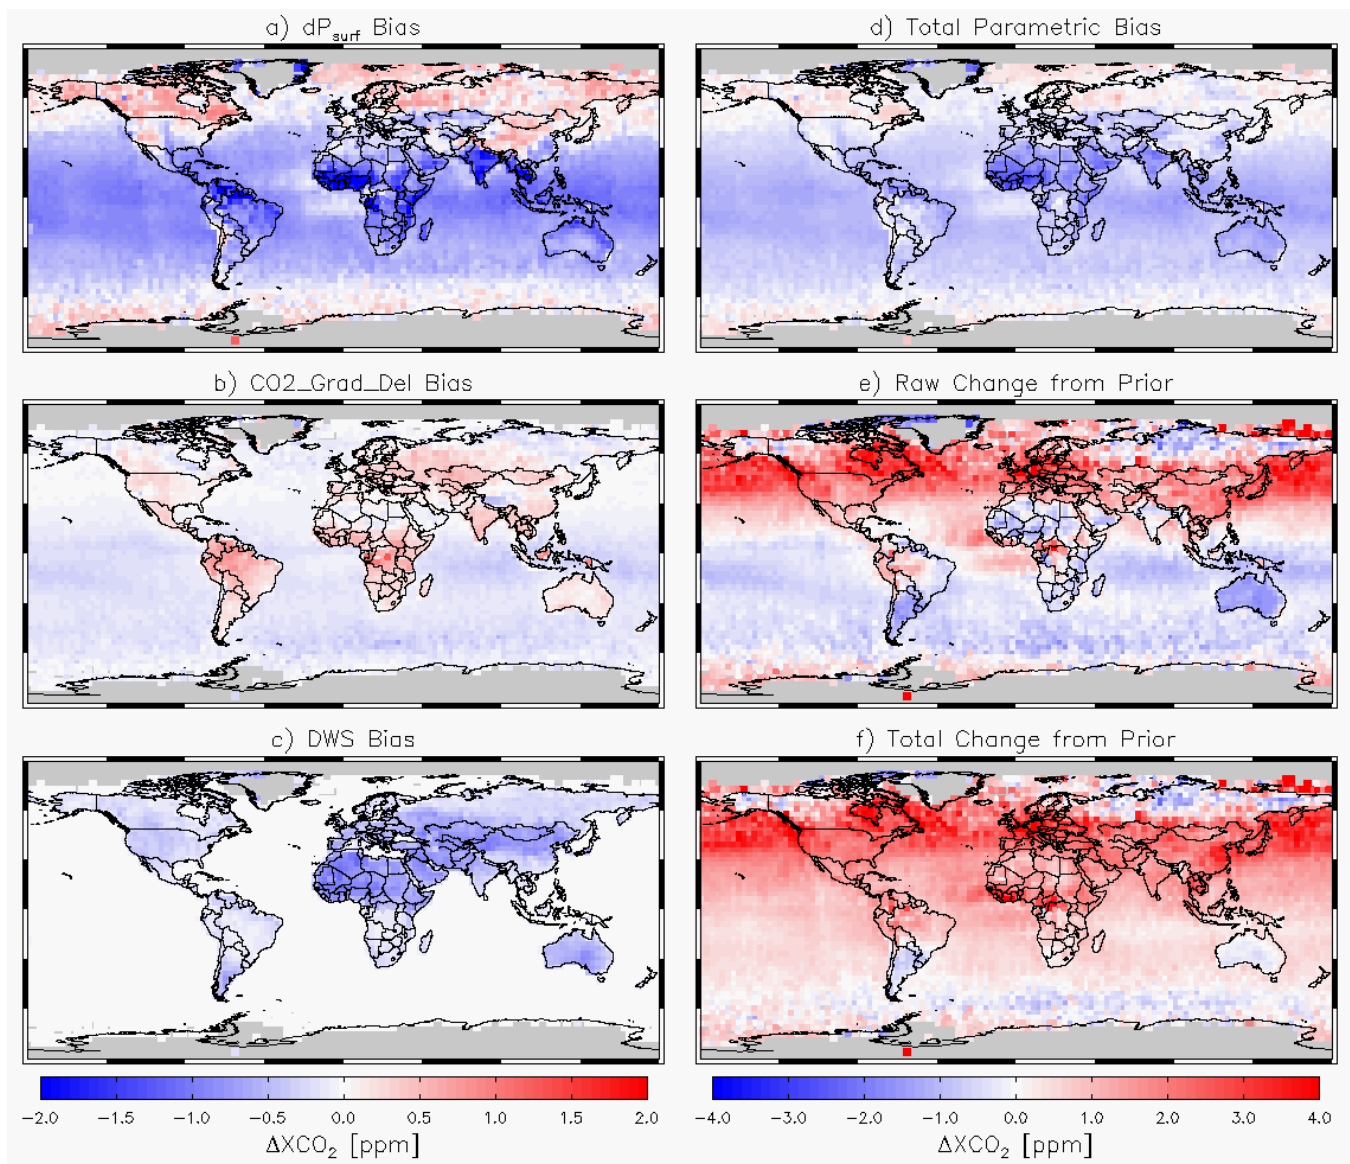 a) dPsurf Bias
d) Total Parametric Bias
b) CO2_Grad_Del Bias
e) Raw Change from Prior
c) DWS Bias
f) Total Change from Prior
-2.0 -1.5 -1.0 -0.5 0.0 0.5 1.0 1.5 2.0
ΔXCO₂ [ppm]
-4.0 -3.0 -2.0 -1.0 0.0 1.0 2.0 3.0 4.0
ΔXCO₂ [ppm]